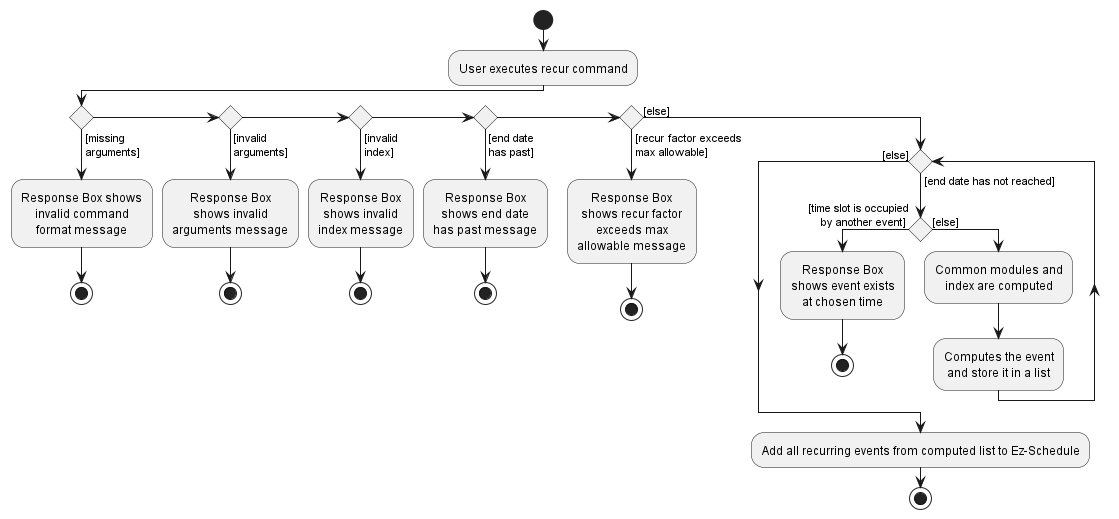 User executes recur command
[missing
arguments]
[invalid
arguments]
[invalid
index]
[end date
has past]
[recur factor exceeds
max allowable]
[else]
Response Box shows
invalid command
format message
Response Box
shows invalid
arguments message
Response Box
shows invalid
index message
Response Box
shows end date
has past message
Response Box
shows recur factor
exceeds max
allowable message
[else]
[end date has not reached]
[time slot is occupied
by another event]
[else]
Response Box
shows event exists
at chosen time
Common modules and
index are computed
Computes the event
and store it in a list
Add all recurring events from computed list to Ez-Schedule